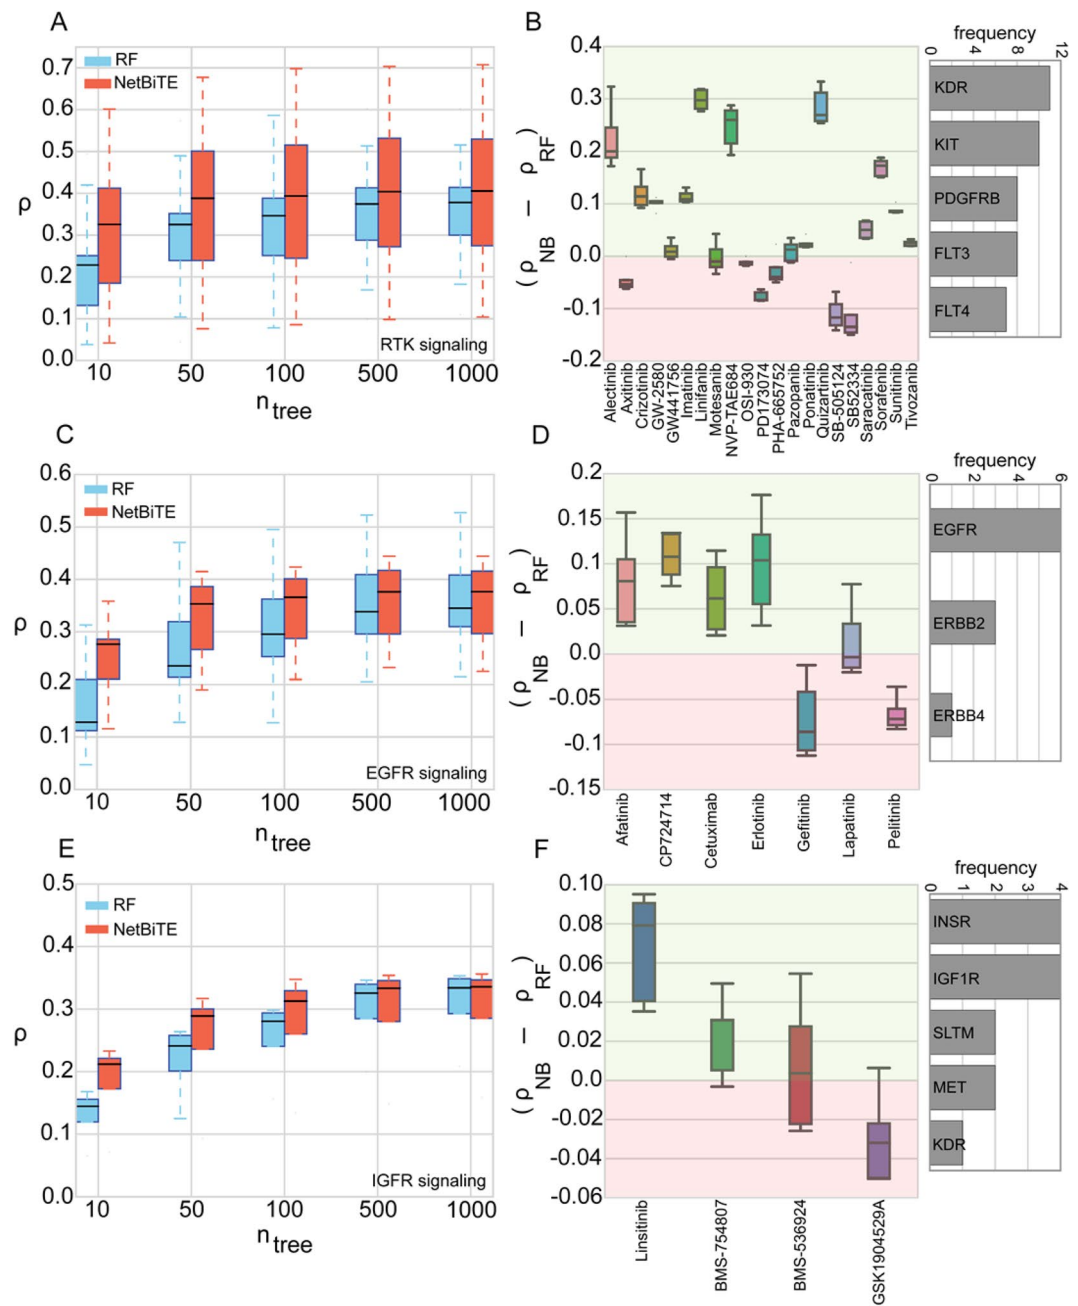 A
0.7
0.6
0.5
0.4
0.3
0.2
0.1
0.0
ρ
RF
NetBiTE
RTK signaling
10 50 100 500 1000
n tree
B
0.4
0.3
0.2
0.1
0.0
-0.1
-0.2
( ρNB – ρRF )
Alectinib
Axitinib
Crizotinib
GW-2580
GW441756
Imatinib
Linifanib
Motesanib
NVP-TAE684
OSI-930
PD173074
PHA-665752
Pazopanib
Ponatinib
Quizartinib
SB-505124
SB52334
Saracatinib
Sorafenib
Sunitinib
Tivozanib
frequency
0 4 8 12
KDR
KIT
PDGFRB
FLT3
FLT4
C
0.6
0.5
0.4
0.3
0.2
0.1
0.0
ρ
RF
NetBiTE
EGFR signaling
10 50 100 500 1000
n tree
D
0.2
0.15
0.1
0.05
0.0
-0.05
-0.1
-0.15
( ρNB – ρRF )
Afatinib
CP724714
Cetuximab
Erlotinib
Gefitinib
Lapatinib
Pelitinib
frequency
0 2 4 6
EGFR
ERBB2
ERBB4
E
0.5
0.4
0.3
0.2
0.1
0.0
ρ
RF
NetBiTE
IGFR signaling
10 50 100 500 1000
n tree
F
0.10
0.08
0.06
0.04
0.02
0.0
-0.02
-0.04
-0.06
( ρNB – ρRF )
Linsitinib
BMS-754807
BMS-536924
GSK1904529A
frequency
0 1 2 3 4
INSR
IGF1R
SLTM
MET
KDR